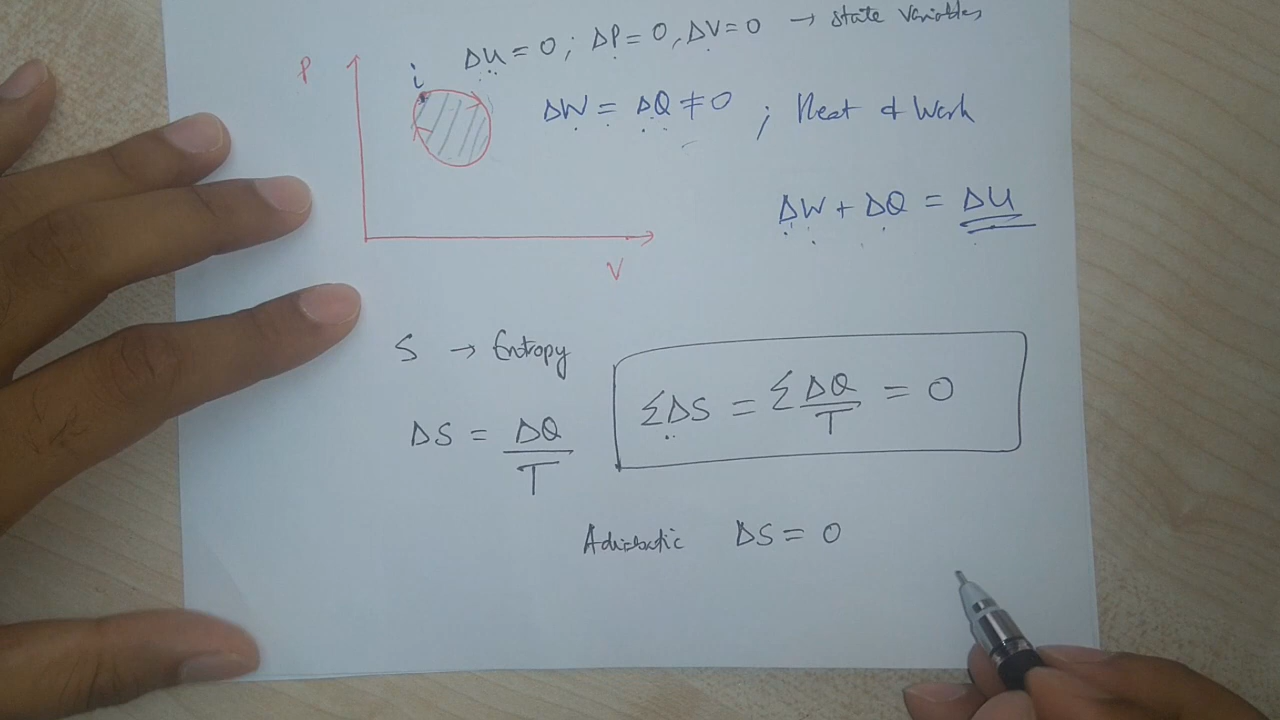 ΔU = 0 ; ΔP = 0, ΔV = 0 → state variables
P
i
ΔW = ΔQ ≠ 0 ; Heat & Work
ΔW + ΔQ = ΔU
V
S → Entropy
ΣΔS = Σ ΔQ/T = 0
ΔS = ΔQ/T
Adiabatic ΔS = 0